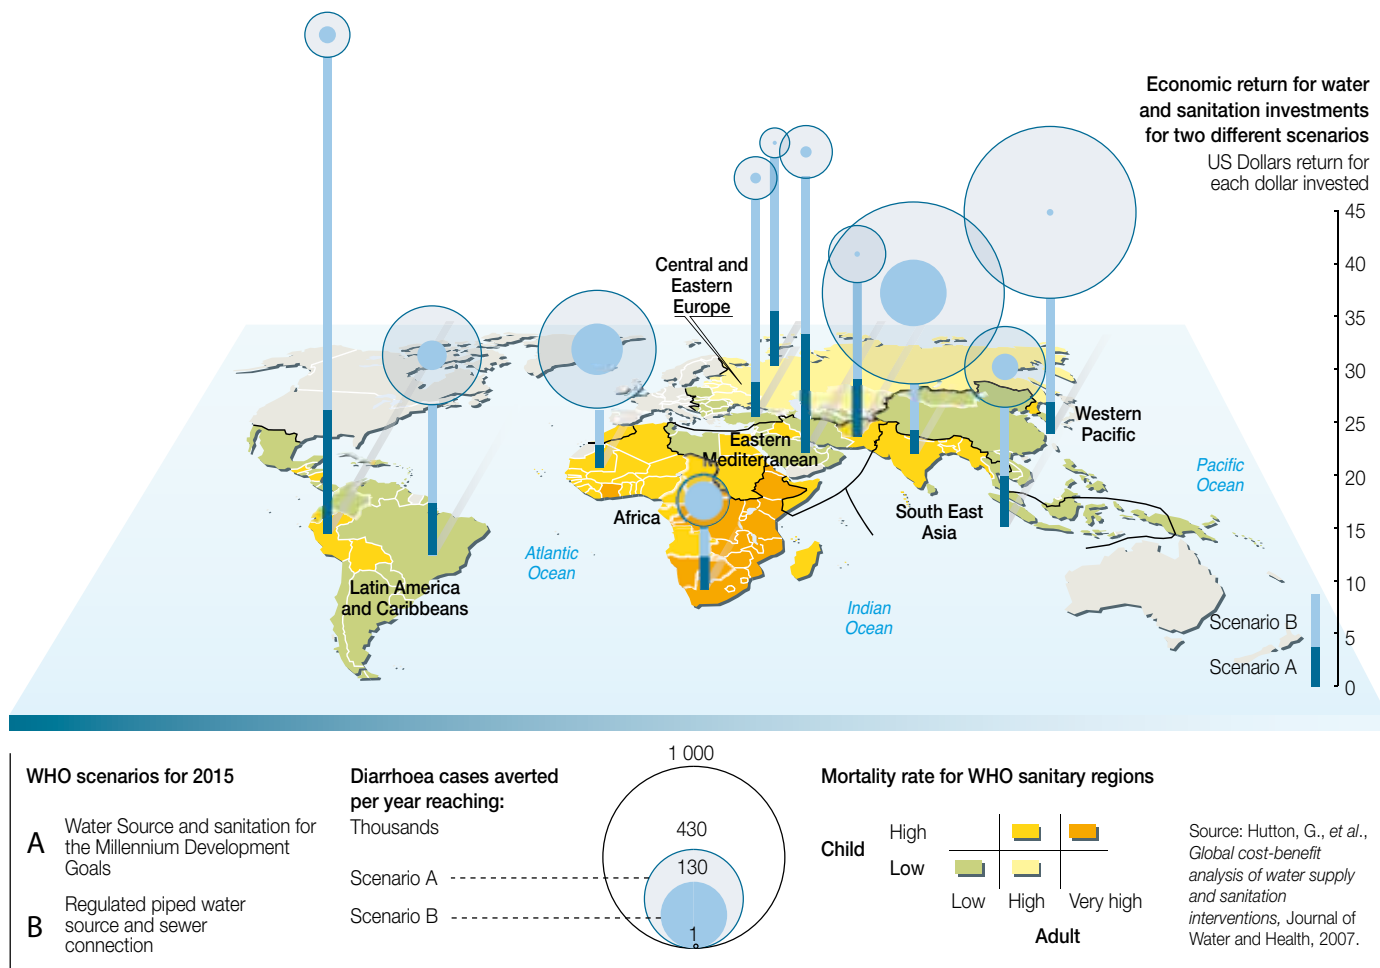 Economic return for water
and sanitation investments
for two different scenarios
US Dollars return for
each dollar invested
45
40
35
30
25
20
15
10
5
0
Scenario B
Scenario A
Central and
Eastern
Europe
Western
Pacific
Eastern
Mediterranean
Pacific
Ocean
Africa
South East
Asia
Atlantic
Ocean
Latin America
and Caribbeans
Indian
Ocean
WHO scenarios for 2015
A
Water Source and sanitation for
the Millennium Development
Goals
B
Regulated piped water
source and sewer
connection
Diarrhoea cases averted
per year reaching:
Thousands
Scenario A
Scenario B
1 000
430
130
1
Mortality rate for WHO sanitary regions
Child
High
Low
Low High Very high
Adult
Source: Hutton, G., et al.,
Global cost-benefit
analysis of water supply
and sanitation
interventions, Journal of
Water and Health, 2007.